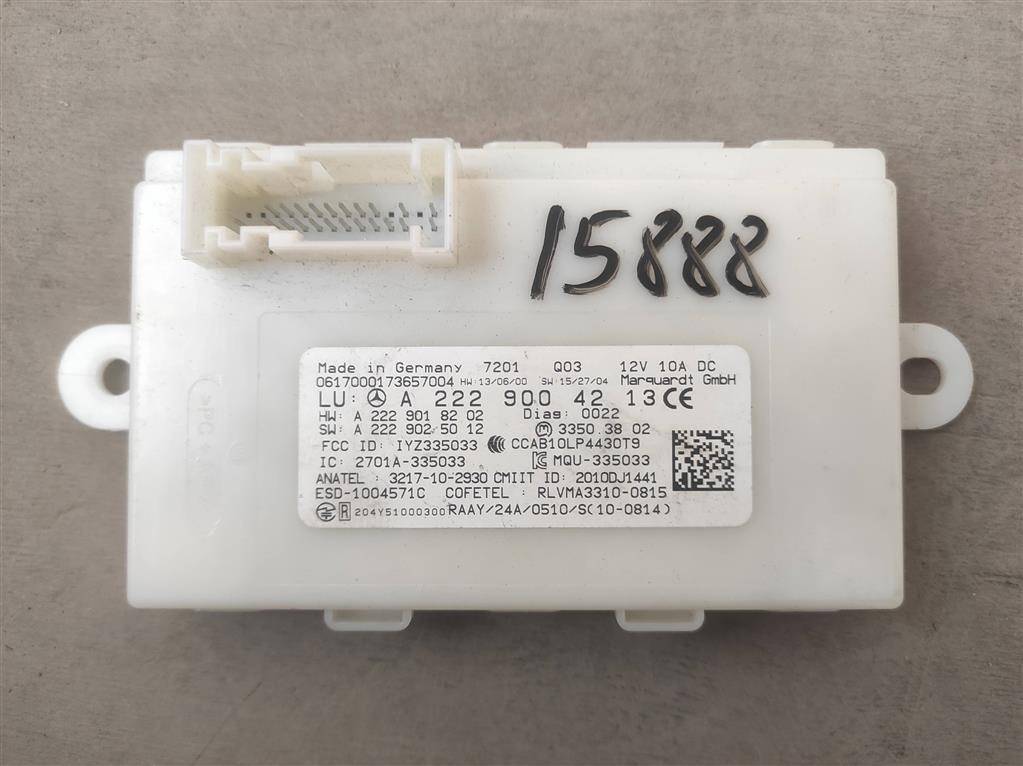 15888
Made in Germany 7201 Q03 12V 10A DC
0617000173657004 HW:13/06/00 SW:15/27/04 Marquardt GmbH
LU: A 222 900 42 13 CE
HW: A 222 901 82 02 Diag: 0022
SW: A 222 902 50 12 3350.3802
FCC ID: IYZ335033 CCAB10LP4430T9
IC: 2701A-335033 MQU-335033
ANATEL : 3217-10-2930 CMIIT ID: 2010DJ1441
ESD-1004571C COFETEL : RLVMA3310-0815
R 204Y51000300 RAAY/24A/0510/S(10-0814)